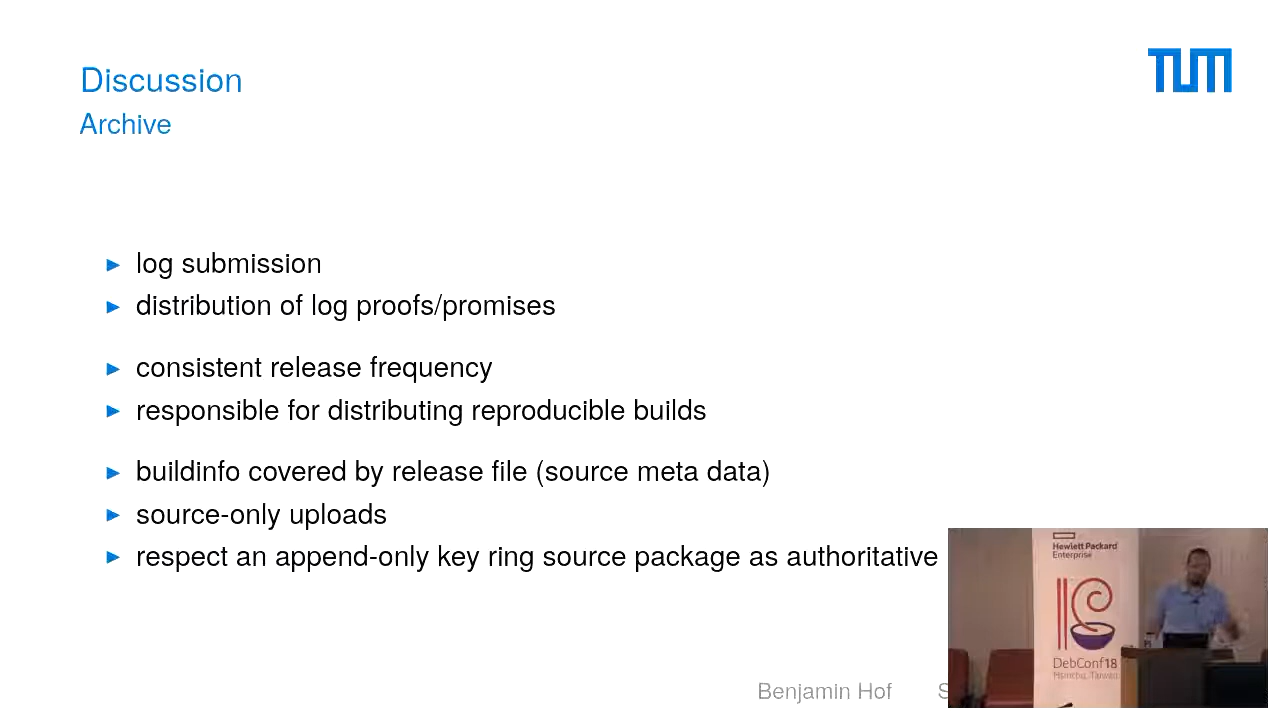 Discussion
TUM
Archive
log submission
distribution of log proofs/promises
consistent release frequency
responsible for distributing reproducible builds
buildinfo covered by release file (source meta data)
source-only uploads
respect an append-only key ring source package as authoritative
Hewlett Packard
Enterprise
DebConf18
Hsinchu, Taiwan
Benjamin Hof S